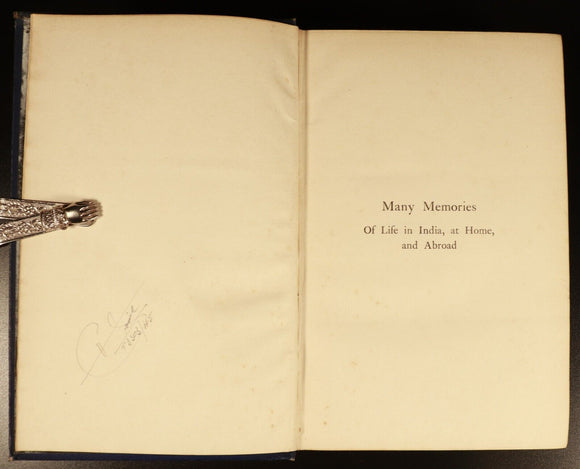 Many Memories
Of Life in India, at Home,
and Abroad